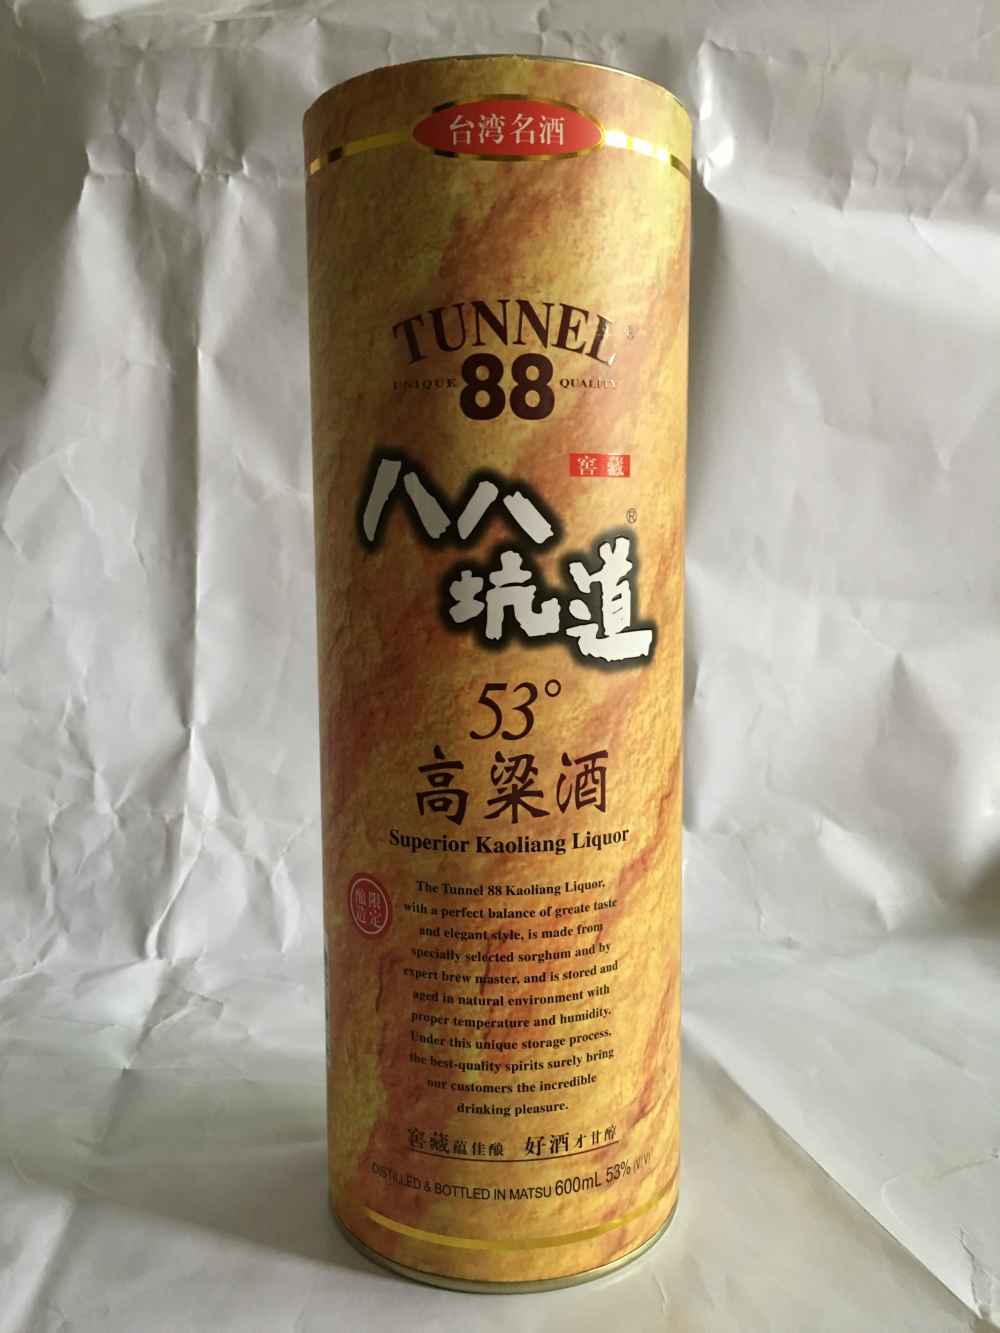 台湾名酒
TUNNEL ®
UNIQUE 88 QUALITY
窖藏
八八
®
坑道
53°
高粱酒
Superior Kaoliang Liquor
限定
釀造
The Tunnel 88 Kaoliang Liquor,
with a perfect balance of greate taste
and elegant style, is made from
specially selected sorghum and by
expert brew master, and is stored and
aged in natural environment with
proper temperature and humidity.
Under this unique storage process,
the best-quality spirits surely bring
our customers the incredible
drinking pleasure.
窖藏蘊佳釀 好酒才甘醇
DISTILLED & BOTTLED IN MATSU 600mL 53% (V/V)